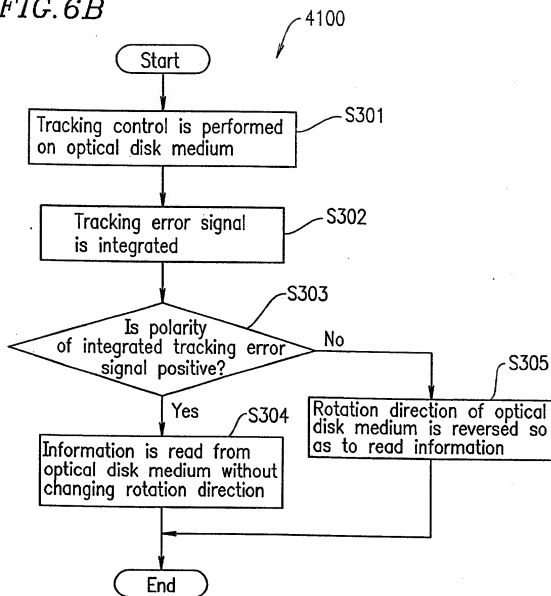 FIG. 6B
4100
Start
Tracking control is performed
on optical disk medium
S301
Tracking error signal
is integrated
S302
Is polarity
of integrated tracking error
signal positive?
S303
No
Yes
Information is read from
optical disk medium without
changing rotation direction
S304
Rotation direction of optical
disk medium is reversed so
as to read information
S305
End